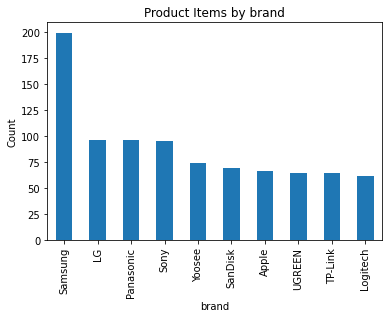 Product Items by brand
Count
200
175
150
125
100
75
50
25
0
Samsung
LG
Panasonic
Sony
Yoosee
SanDisk
Apple
UGREEN
TP-Link
Logitech
brand